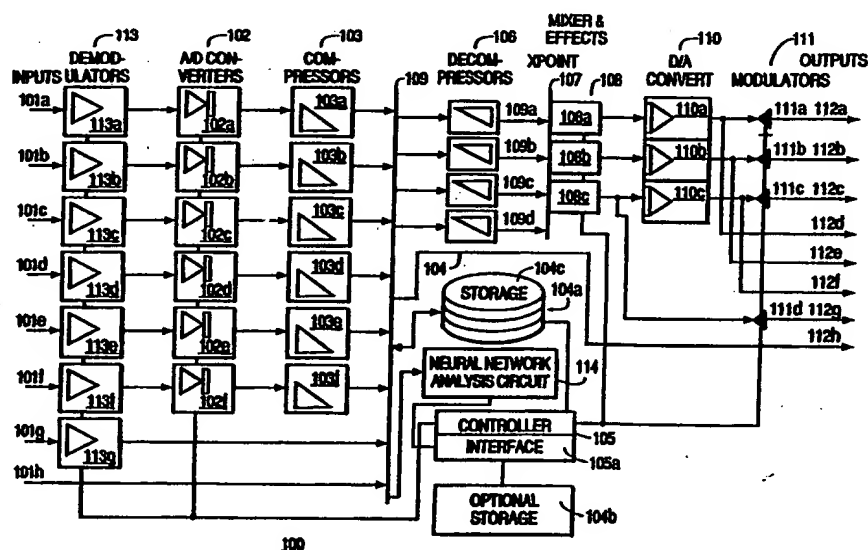 113
DEMOD-
ULATORS
102
A/D CON-
VERTERS
103
COM-
PRESSORS
106
DECOM-
PRESSORS
MIXER &
EFFECTS
XPOINT
107
108
110
D/A
CONVERT
111
MODULATORS
OUTPUTS
INPUTS
109
101a
113a
102a
103a
109a
108a
110a
111a 112a
101b
113b
102b
103b
109b
108b
110b
111b 112b
101c
113c
102c
103c
109c
108c
110c
111c 112c
109d
112d
112e
101d
113d
102d
103d
104
104c
STORAGE
104a
112f
111d 112g
112h
101e
113e
102e
103e
NEURAL NETWORK
ANALYSIS CIRCUIT
114
101f
113f
102f
103f
CONTROLLER
105
INTERFACE
105a
101g
113g
101h
OPTIONAL
STORAGE
104b
100